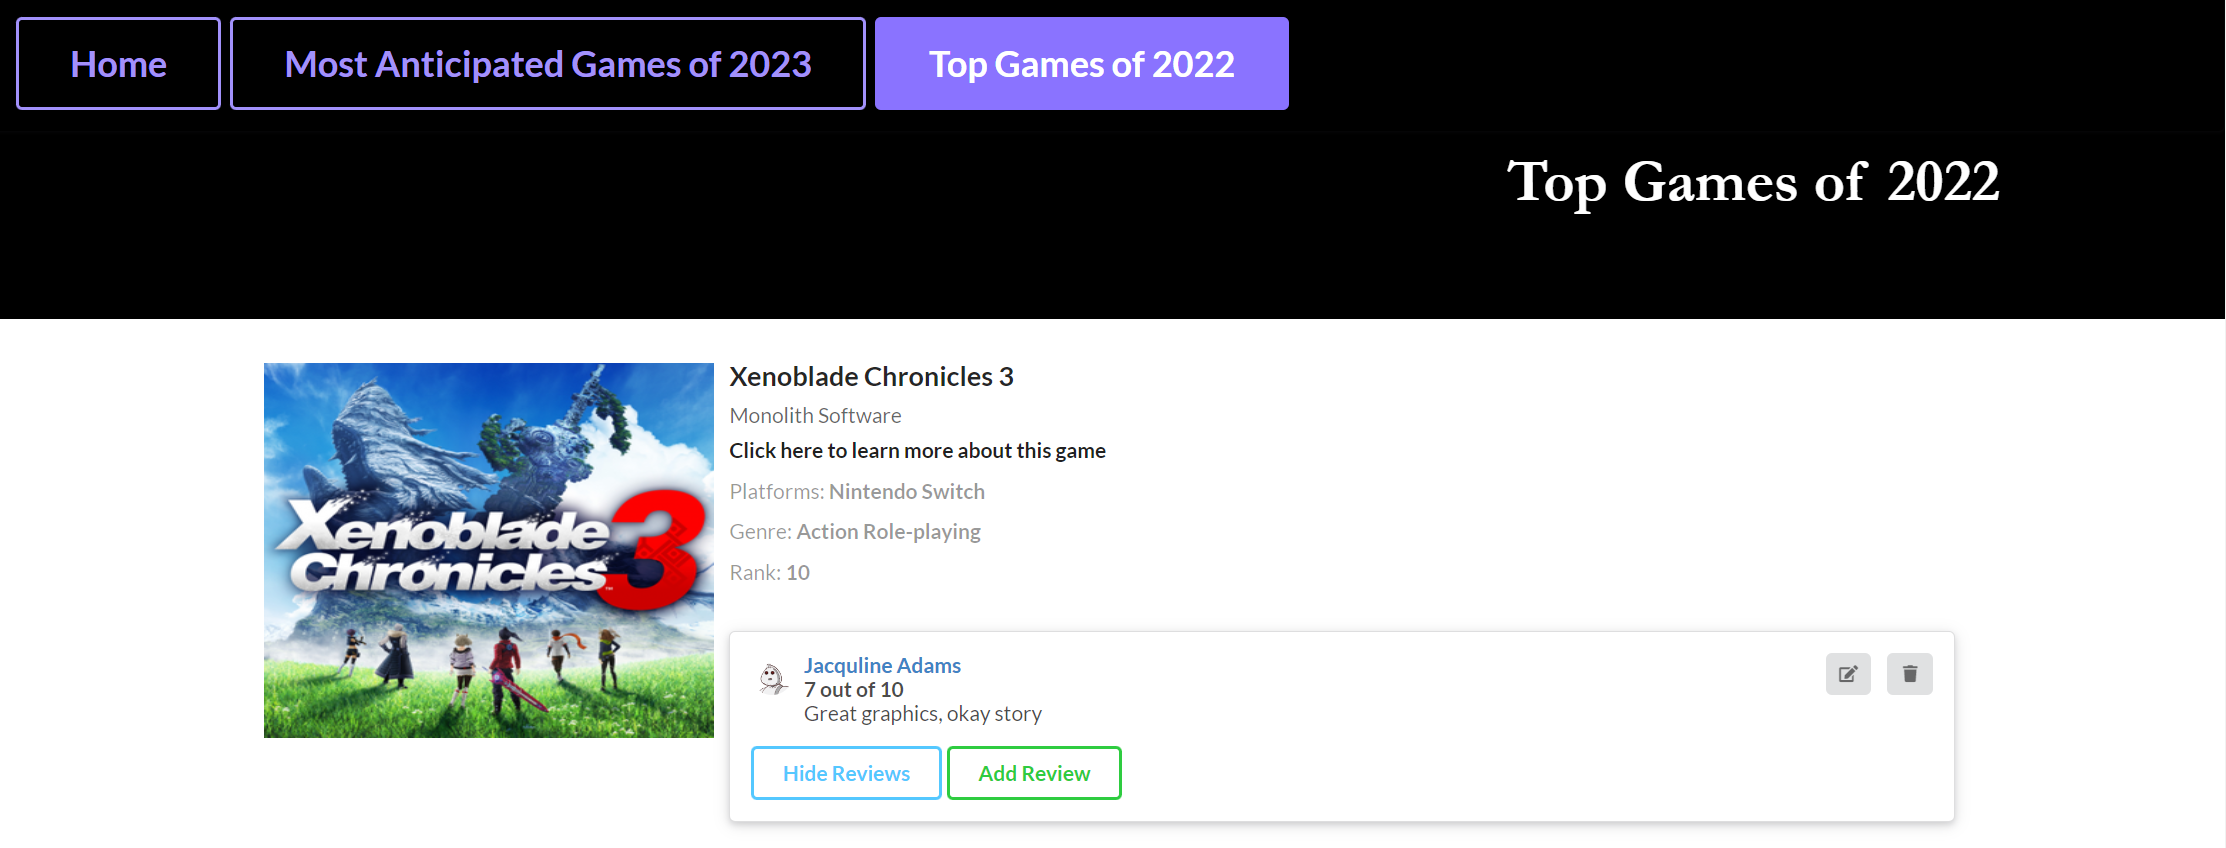 Home
Most Anticipated Games of 2023
Top Games of 2022
Top Games of 2022
Xenoblade
Chronicles 3
Xenoblade Chronicles 3
Monolith Software
Click here to learn more about this game
Platforms: Nintendo Switch
Genre: Action Role-playing
Rank: 10
Jacquline Adams
7 out of 10
Great graphics, okay story
Hide Reviews
Add Review